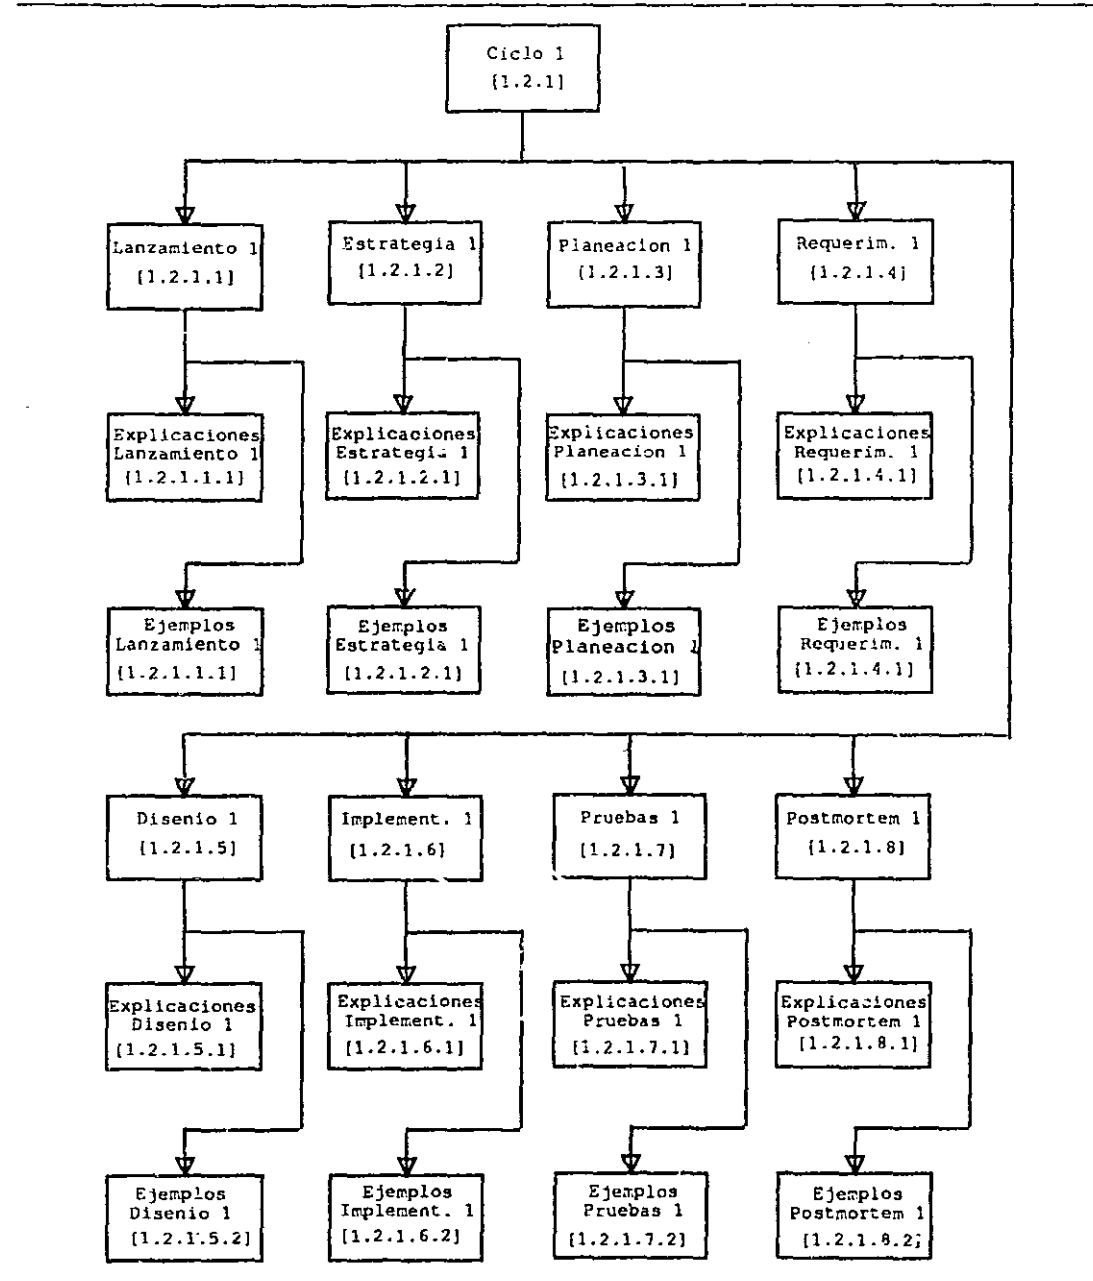 Ciclo 1
[1.2.1]
Lanzamiento 1
[1.2.1.1]
Estrategia 1
[1.2.1.2]
Planeacion 1
[1.2.1.3]
Requerim. 1
[1.2.1.4]
Explicaciones
Lanzamiento 1
[1.2.1.1.1]
Explicaciones
Estrategia 1
[1.2.1.2.1]
Explicaciones
Planeacion 1
[1.2.1.3.1]
Explicaciones
Requerim. 1
[1.2.1.4.1]
Ejemplos
Lanzamiento 1
[1.2.1.1.1]
Ejemplos
Estrategia 1
[1.2.1.2.1]
Ejemplos
Planeacion 1
[1.2.1.3.1]
Ejemplos
Requerim. 1
[1.2.1.4.1]
Disenio 1
[1.2.1.5]
Implement. 1
[1.2.1.6]
Pruebas 1
[1.2.1.7]
Postmortem 1
[1.2.1.8]
Explicaciones
Disenio 1
[1.2.1.5.1]
Explicaciones
Implement. 1
[1.2.1.6.1]
Explicaciones
Pruebas 1
[1.2.1.7.1]
Explicaciones
Postmortem 1
[1.2.1.8.1]
Ejemplos
Disenio 1
[1.2.1.5.2]
Ejemplos
Implement. 1
[1.2.1.6.2]
Ejemplos
Pruebas 1
[1.2.1.7.2]
Ejemplos
Postmortem 1
[1.2.1.8.2]